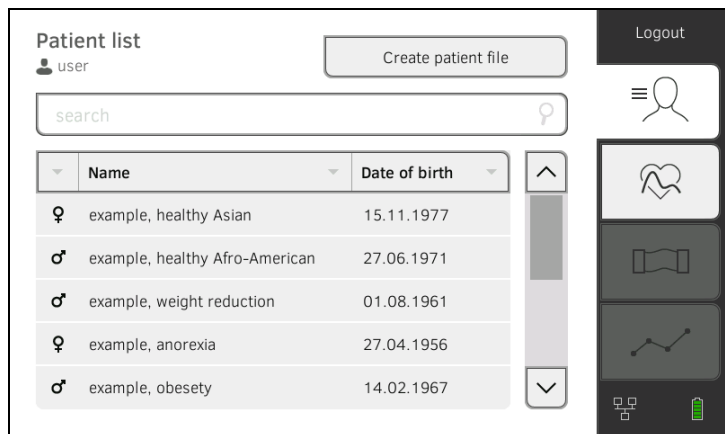 Patient list
user
Create patient file
Logout
search
Name Date of birth
example, healthy Asian 15.11.1977
example, healthy Afro-American 27.06.1971
example, weight reduction 01.08.1961
example, anorexia 27.04.1956
example, obesety 14.02.1967